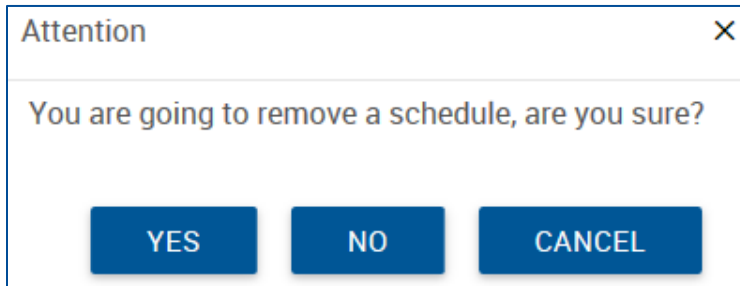 Attention
You are going to remove a schedule, are you sure?
YES NO CANCEL